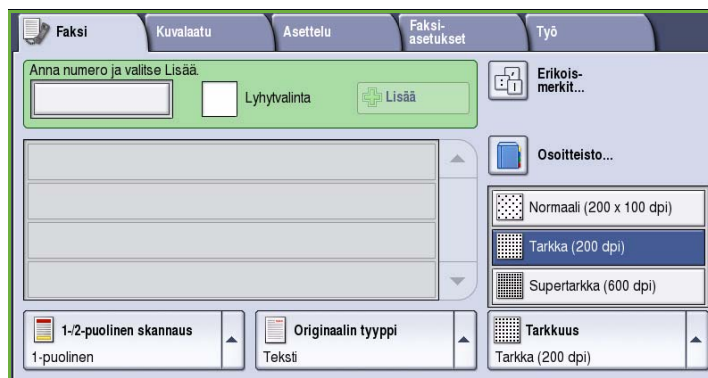 Faksi
Kuvalaatu
Asettelu
Faksi-
asetukset
Työ
Anna numero ja valitse Lisää.
Lyhytvalinta
Lisää
Erikois-
merkit...
Osoitteisto...
Normaali (200 x 100 dpi)
Tarkka (200 dpi)
Supertarkka (600 dpi)
1-/2-puolinen skannaus
1-puolinen
Originaalin tyyppi
Teksti
Tarkkuus
Tarkka (200 dpi)